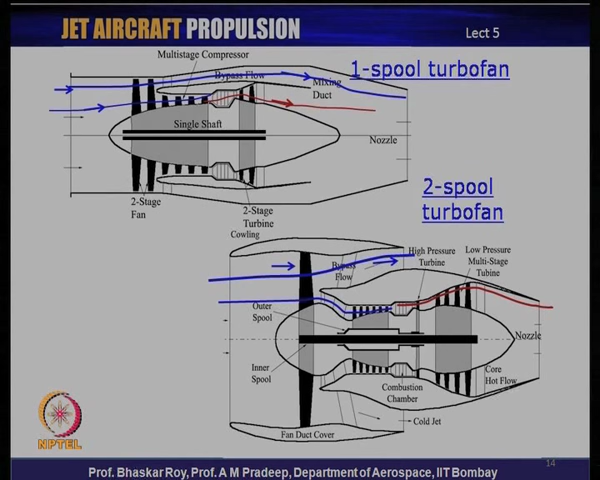 JET AIRCRAFT PROPULSION
Lect 5
Multistage Compressor
1-spool turbofan
Bypass Flow
Mixing
Duct
Single Shaft
Nozzle
2-Stage
Fan
2-Stage
Turbine
Cowling
2-spool
turbofan
High Pressure
Turbine
Low Pressure
Multi-Stage
Tubine
Bypass
Flow
Outer
Spool
Nozzle
Inner
Spool
Core
Hot Flow
Combustion
Chamber
Cold Jet
Fan Duct Cover
NPTEL
14
Prof. Bhaskar Roy, Prof. A M Pradeep, Department of Aerospace, IIT Bombay